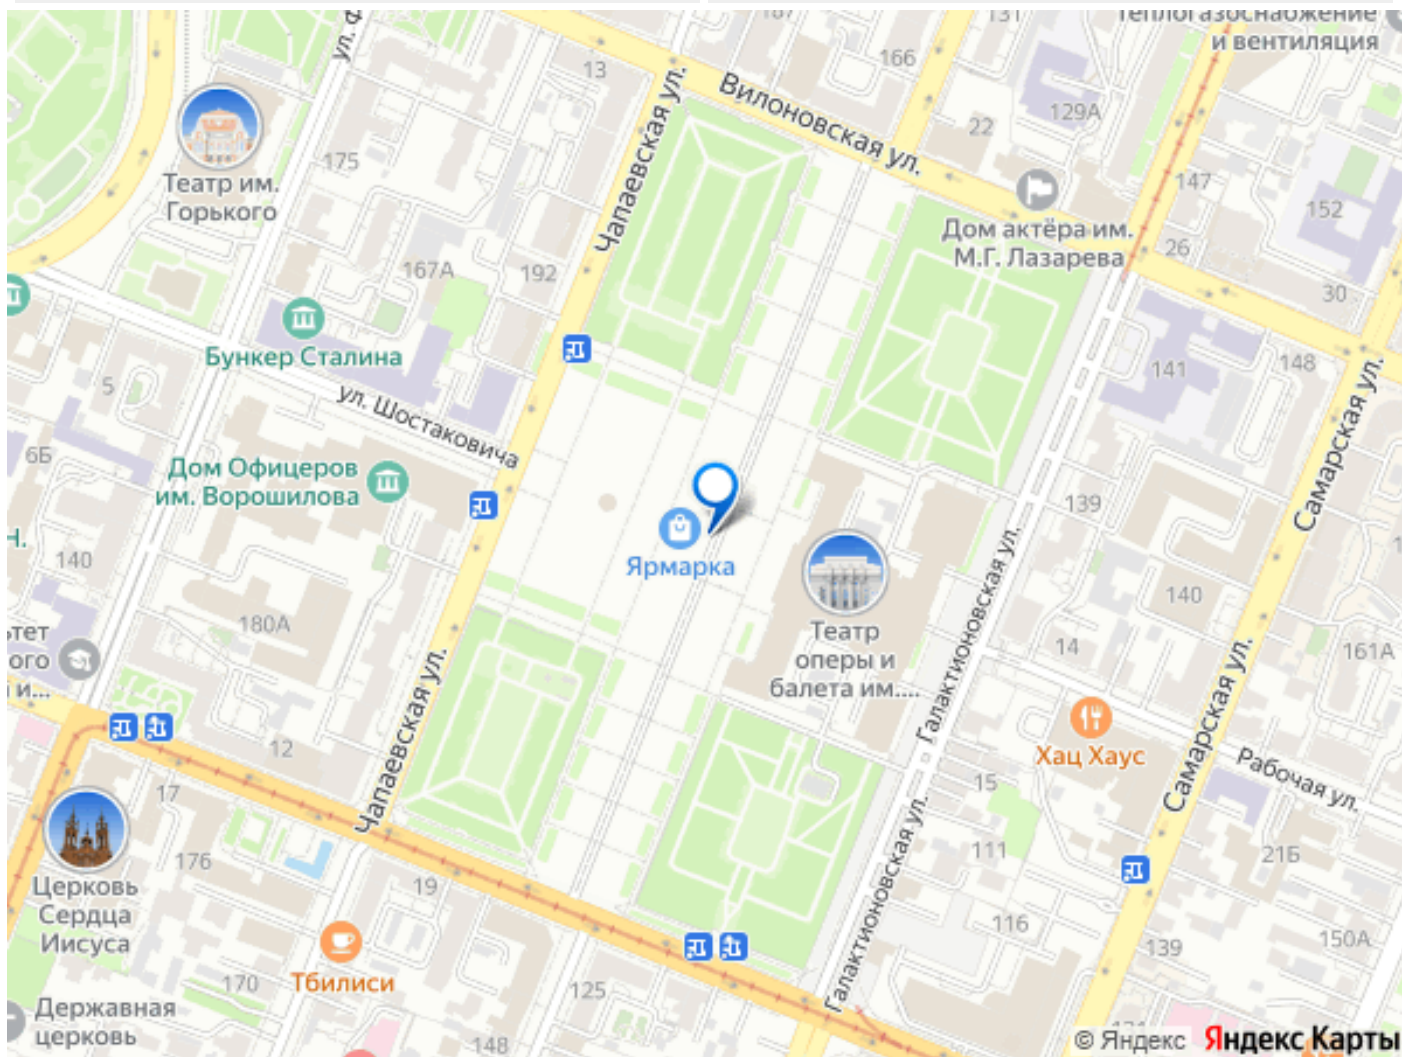 теплогазоснабжение
и вентиляция
131
166
13
ул. Ф
Чапаевская ул.
Вилоновская ул.
129А
22
175
Театр им.
Горького
147
152
Дом актёра им.
М.Г. Лазарева
26
167А
192
30
Бункер Сталина
5
ул. Шостаковича
141
148
Самарская ул.
6Б
Дом Офицеров
им. Ворошилова
139
Н.
140
Ярмарка
Галактионовская ул.
140
180А
Театр
оперы и
балета им....
14
161А
тет
ого
и...
Чапаевская ул.
Самарская ул.
12
Хац Хаус
Рабочая ул.
15
17
Галактионовская ул.
176
111
21Б
19
Церковь
Сердца
Иисуса
116
139
150А
Тбилиси
170
125
Державная
церковь
148
© Яндекс Яндекс Карты